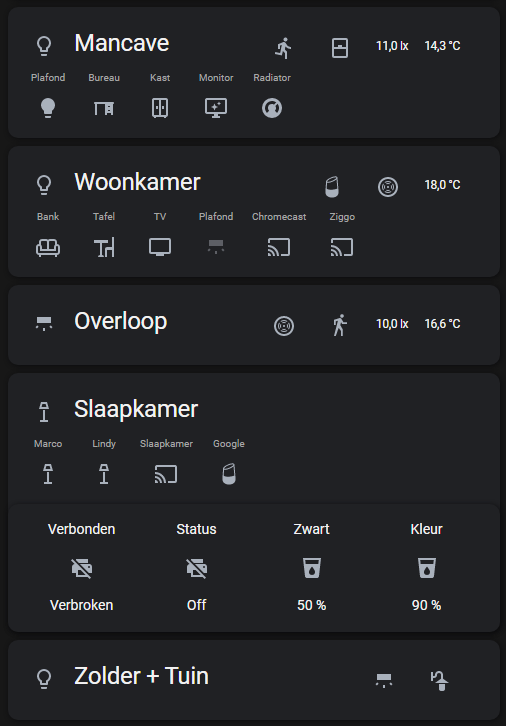 Mancave 11,0 lx 14,3 °C
Plafond Bureau Kast Monitor Radiator
Woonkamer 18,0 °C
Bank Tafel TV Plafond Chromecast Ziggo
Overloop 10,0 lx 16,6 °C
Slaapkamer
Marco Lindy Slaapkamer Google
Verbonden Status Zwart Kleur
Verbroken Off 50 % 90 %
Zolder + Tuin